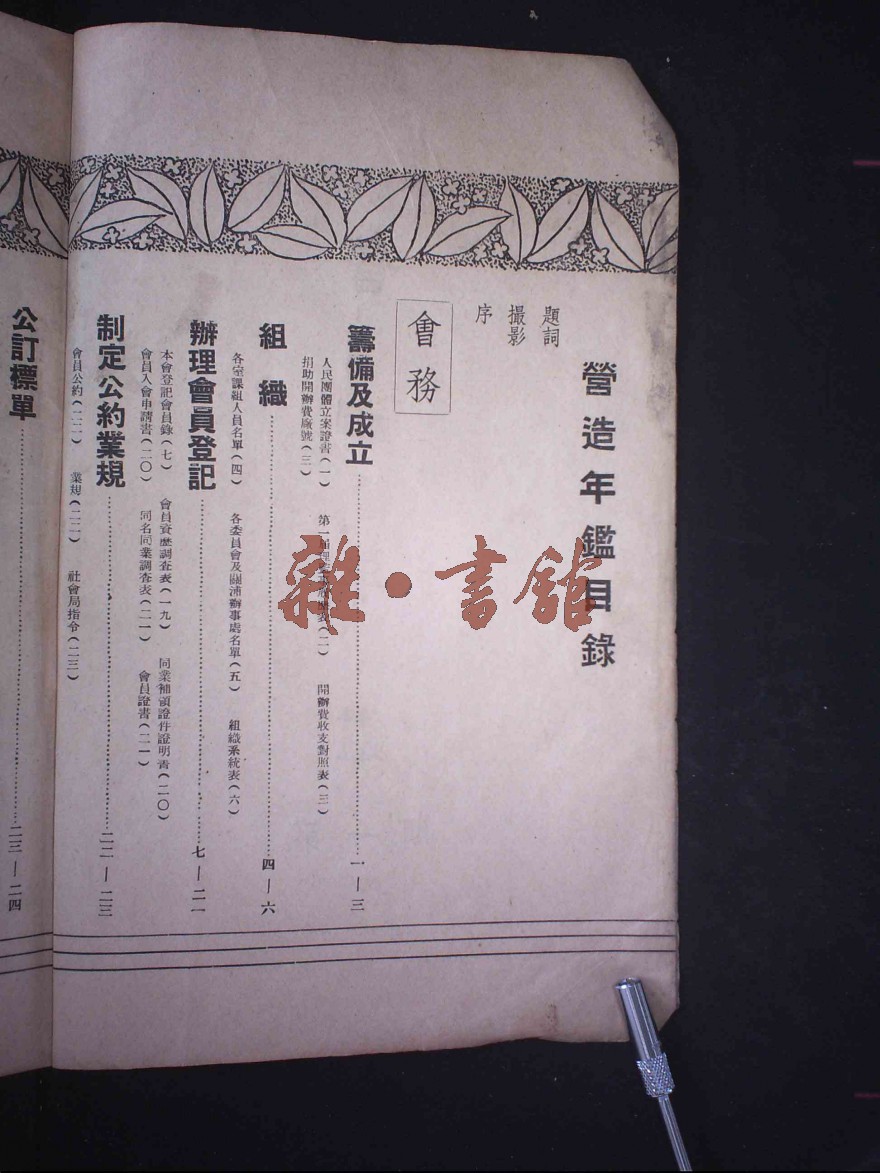 營造年鑑目錄
題詞
撮影
序
會務
籌備及成立……一—三
人民團體立案證書(一) 第一屆 (二) 開辦費收支對照表(三)
捐助開辦費廠號(三)
組織……四—六
各室課組人員名單(四) 各委員會及閘浦辦事處名單(五) 組織系統表(六)
辦理會員登記……七—二一
本會登記會員錄(七) 會員資歷調查表(一九) 同業補領證件證明書(二〇)
會員入會申請書(二〇) 同名同業調查表(二一) 會員證書(二一)
制定公約業規……二二—二三
會員公約(二二) 業規(二二) 社會局指令(二三)
公訂標單……二三—二四
雜·書館